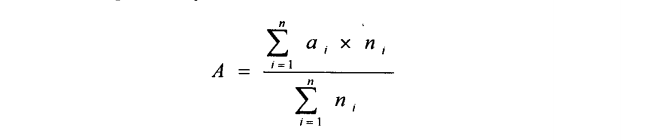 A = \frac{\sum_{i=1}^{n} a_i \times n_i}{\sum_{i=1}^{n} n_i}